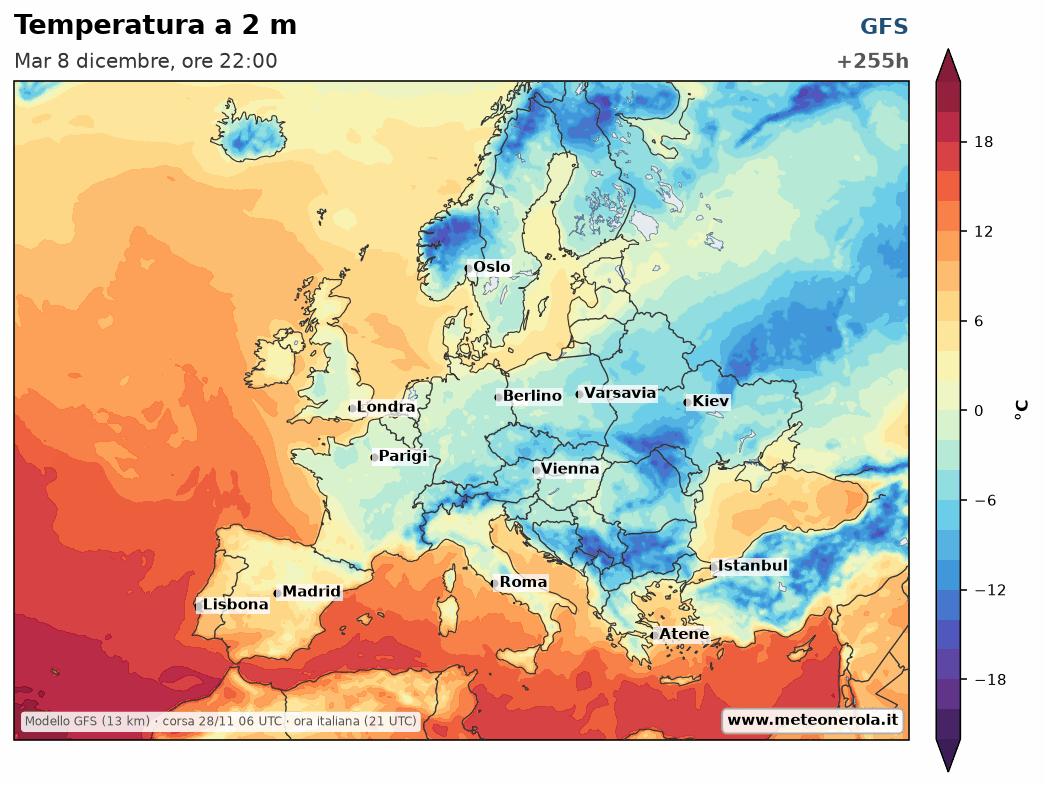 Temperatura a 2 m
GFS
Mar 8 dicembre, ore 22:00
+255h
18
12
6
0
−6
−12
−18
°C
Oslo
Berlino
Varsavia
Kiev
Londra
Parigi
Vienna
Istanbul
Roma
Madrid
Lisbona
Atene
Modello GFS (13 km) · corsa 28/11 06 UTC · ora italiana (21 UTC)
www.meteonerola.it